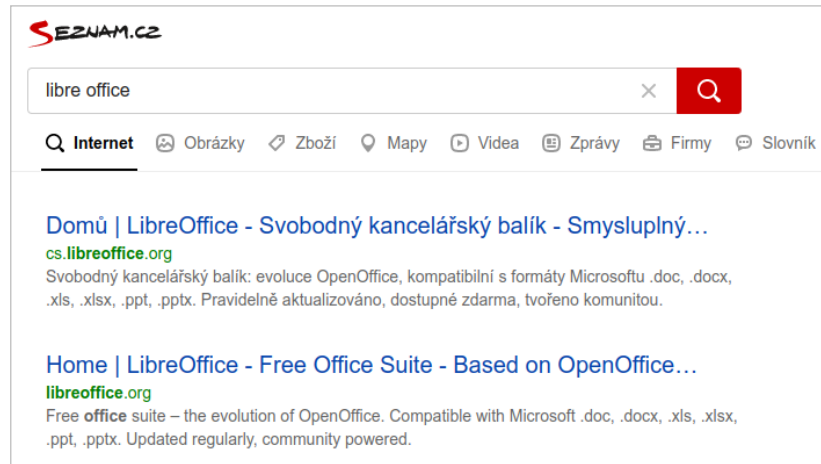 SEZNAM.CZ
libre office
Internet Obrázky Zboží Mapy Videa Zprávy Firmy Slovník
Domů | LibreOffice - Svobodný kancelářský balík - Smysluplný…
cs.libreoffice.org
Svobodný kancelářský balík: evoluce OpenOffice, kompatibilní s formáty Microsoftu .doc, .docx,
.xls, .xlsx, .ppt, .pptx. Pravidelně aktualizováno, dostupné zdarma, tvořeno komunitou.
Home | LibreOffice - Free Office Suite - Based on OpenOffice…
libreoffice.org
Free office suite – the evolution of OpenOffice. Compatible with Microsoft .doc, .docx, .xls, .xlsx,
.ppt, .pptx. Updated regularly, community powered.